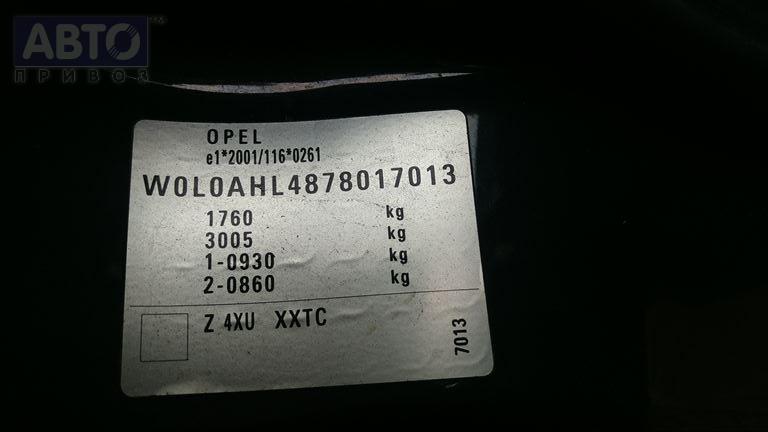 АВТО™
ПРИВОЗ
OPEL
e1*2001/116*0261
W0L0AHL4878017013
1760 kg
3005 kg
1-0930 kg
2-0860 kg
Z 4XU XXTC
7013